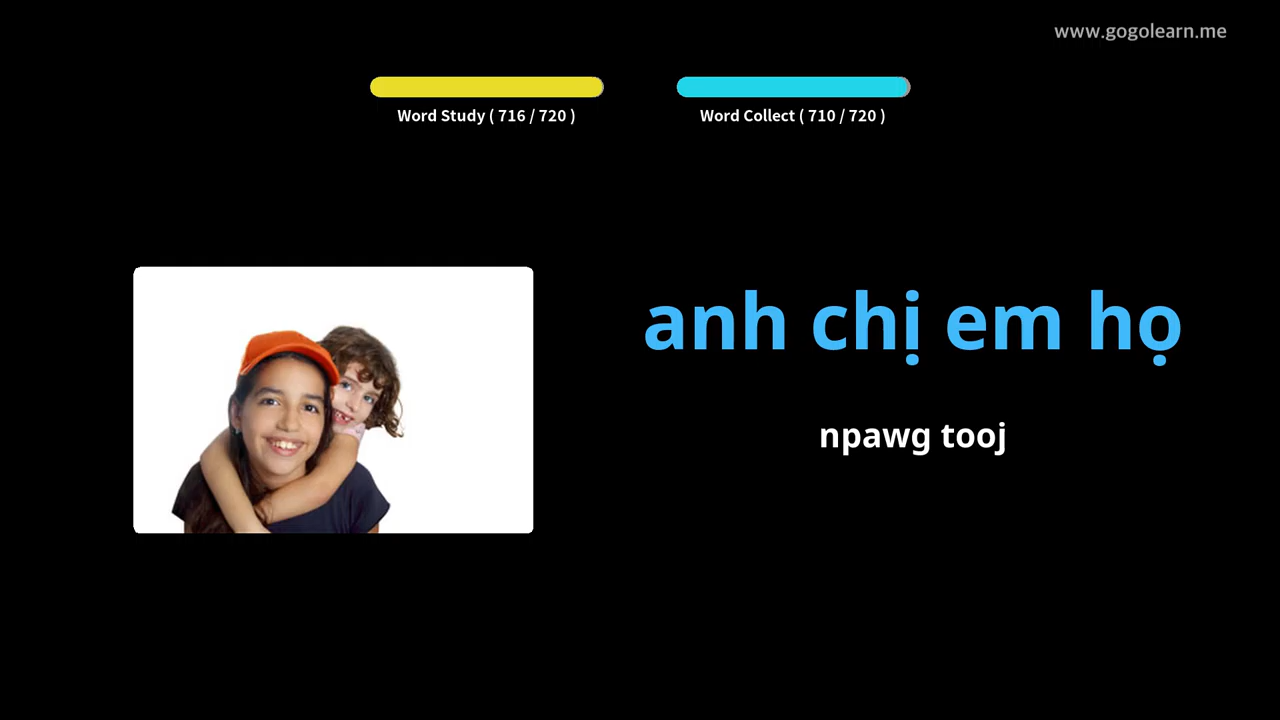 www.gogolearn.me
Word Study ( 716 / 720 )
Word Collect ( 710 / 720 )
anh chị em họ
npawg tooj